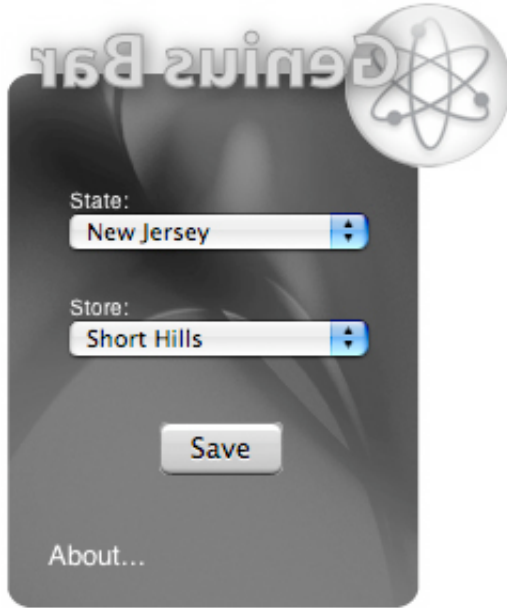 Genius Bar
State:
New Jersey
Store:
Short Hills
Save
About...